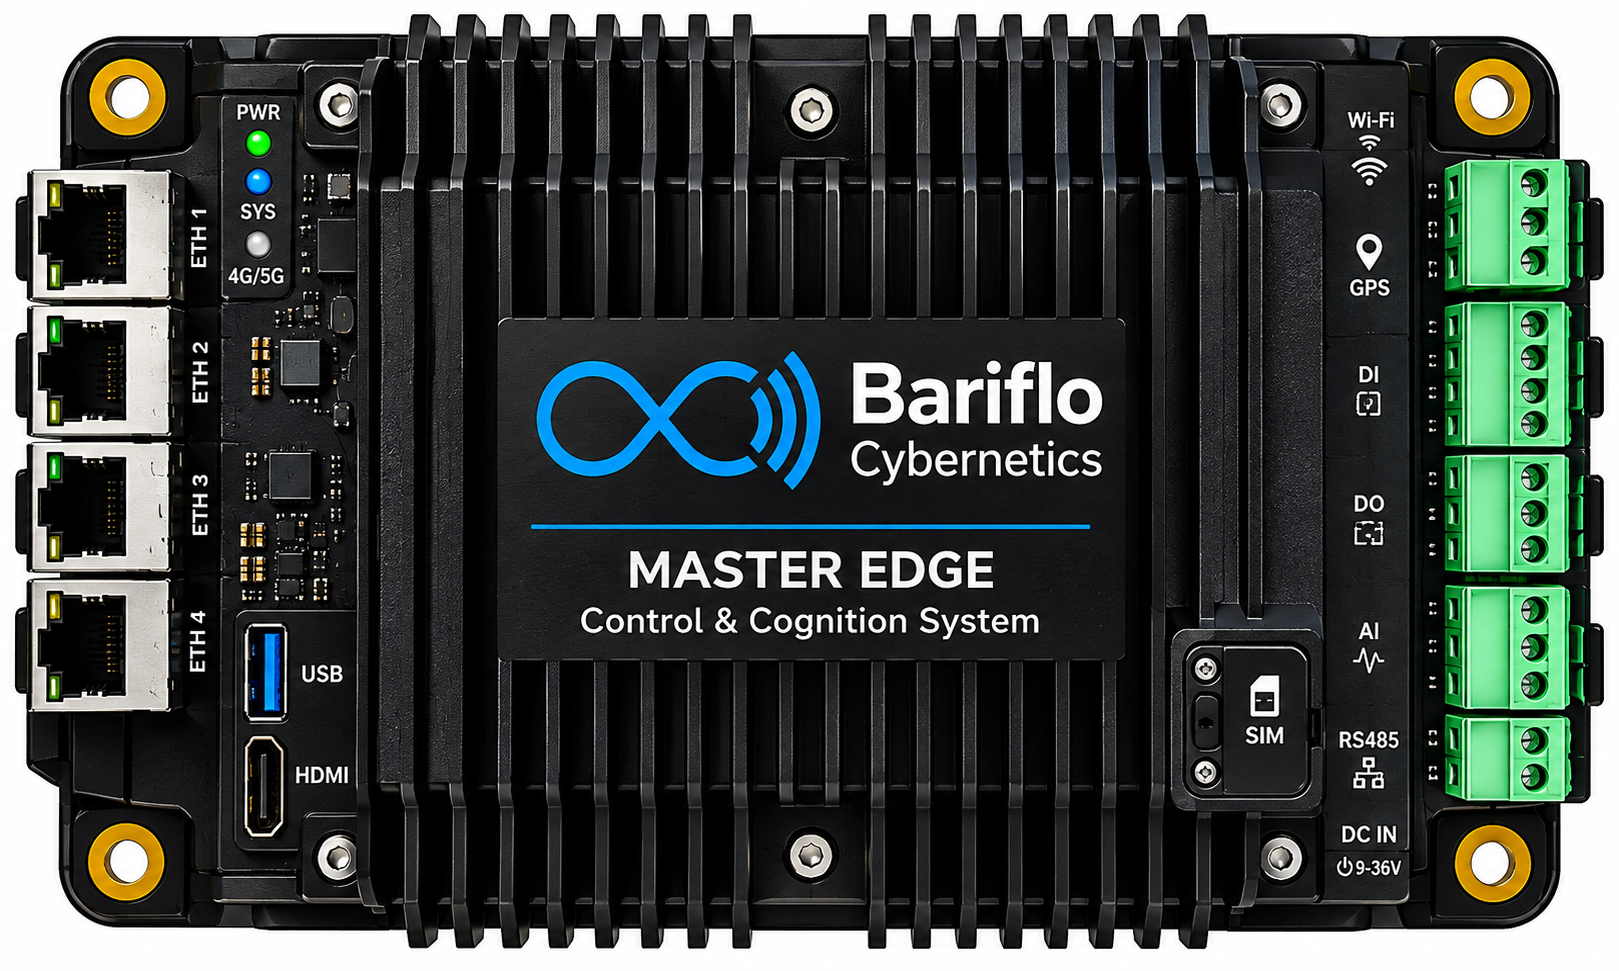 PWR
SYS
4G/5G
ETH 1
ETH 2
ETH 3
ETH 4
USB
HDMI
Bariflo
Cybernetics
MASTER EDGE
Control & Cognition System
SIM
Wi-Fi
GPS
DI
DO
AI
RS485
DC IN
9-36V